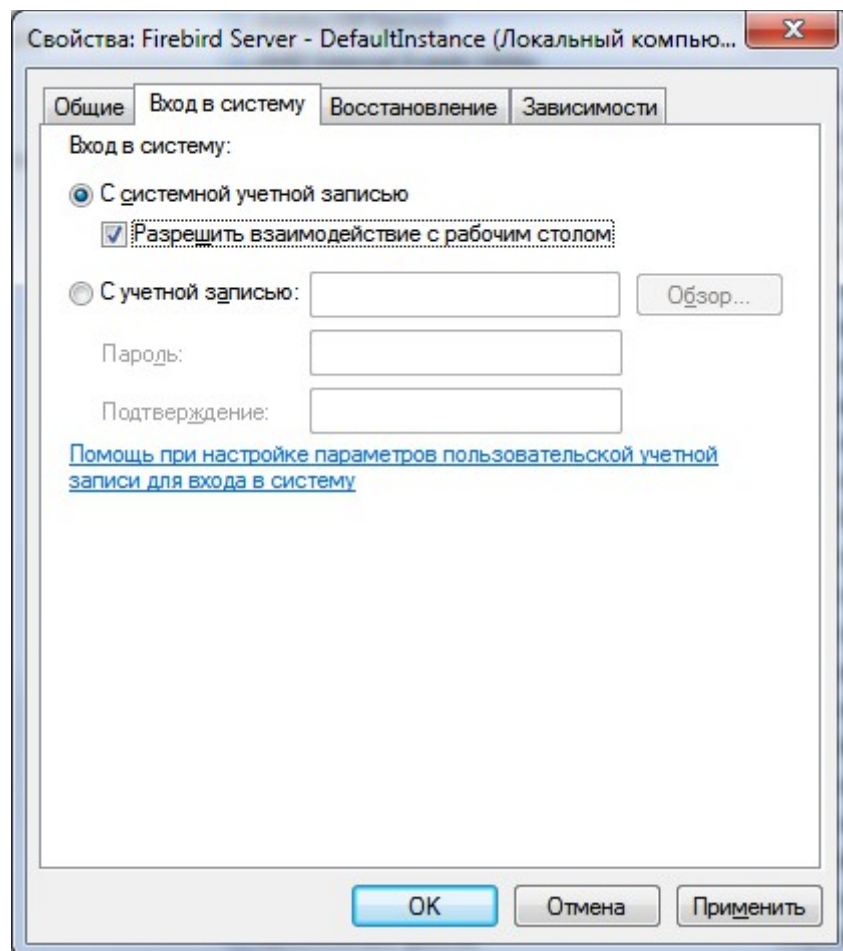 Свойства: Firebird Server - DefaultInstance (Локальный компью...
Общие Вход в систему Восстановление Зависимости
Вход в систему:
С системной учетной записью
Разрешить взаимодействие с рабочим столом
С учетной записью: Обзор...
Пароль:
Подтверждение:
Помощь при настройке параметров пользовательской учетной
записи для входа в систему
OK Отмена Применить